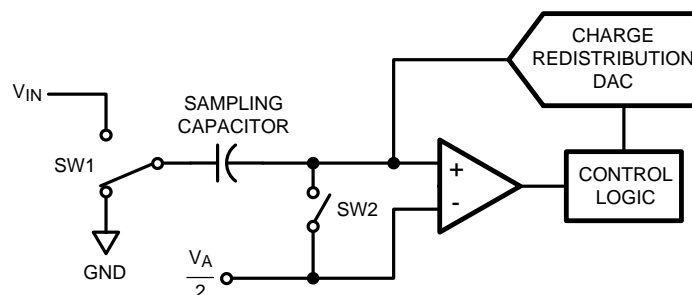 CHARGE
REDISTRIBUTION
DAC
VIN
SAMPLING
CAPACITOR
SW1
+
-
CONTROL
LOGIC
SW2
GND
VA
2